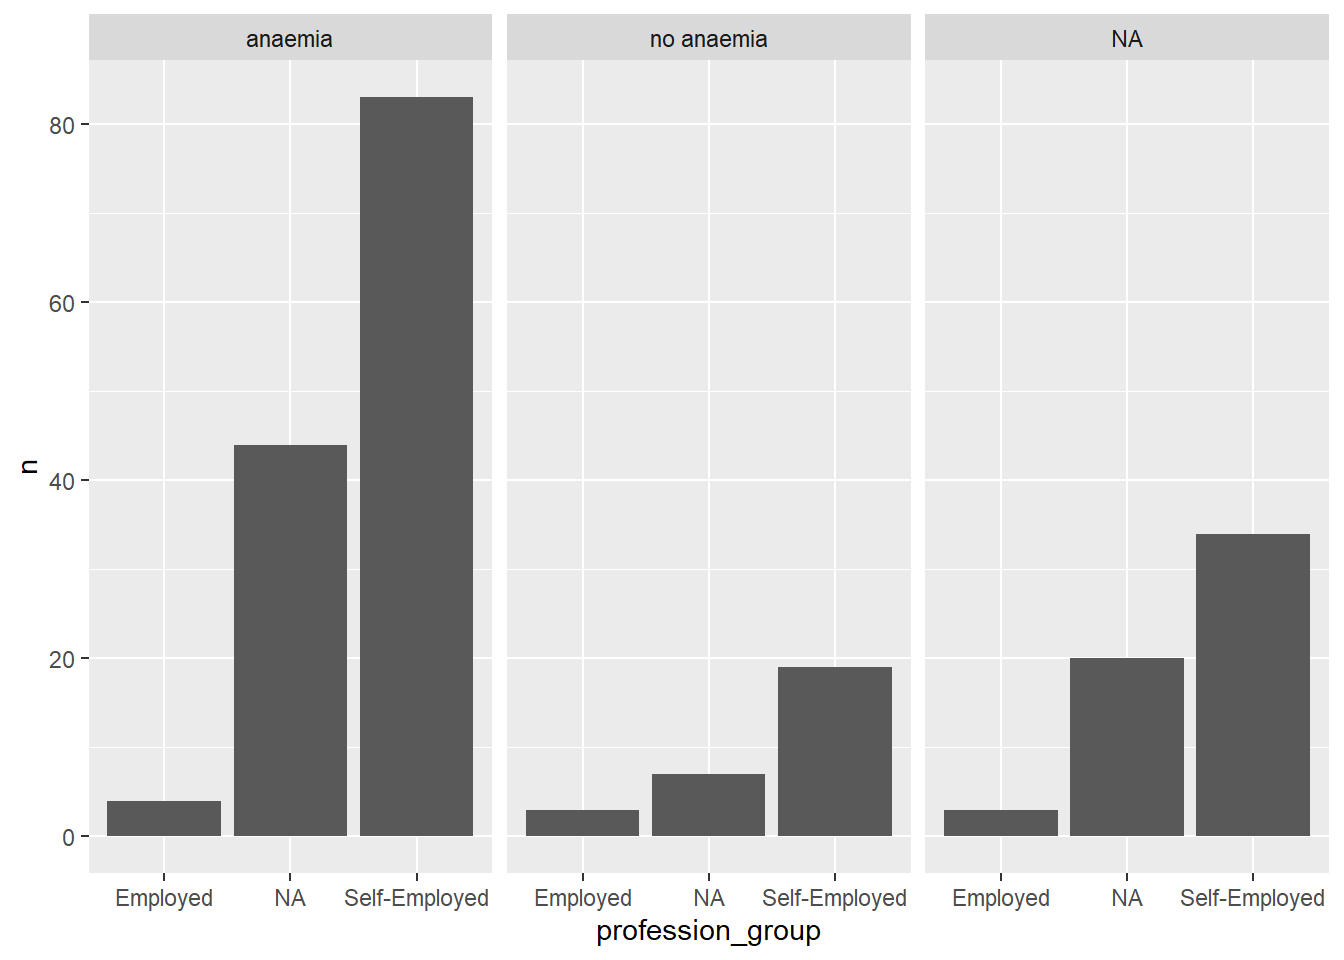 anaemia no anaemia NA
80
60
40
20
0
n
Employed NA Self-Employed Employed NA Self-Employed Employed NA Self-Employed
profession_group